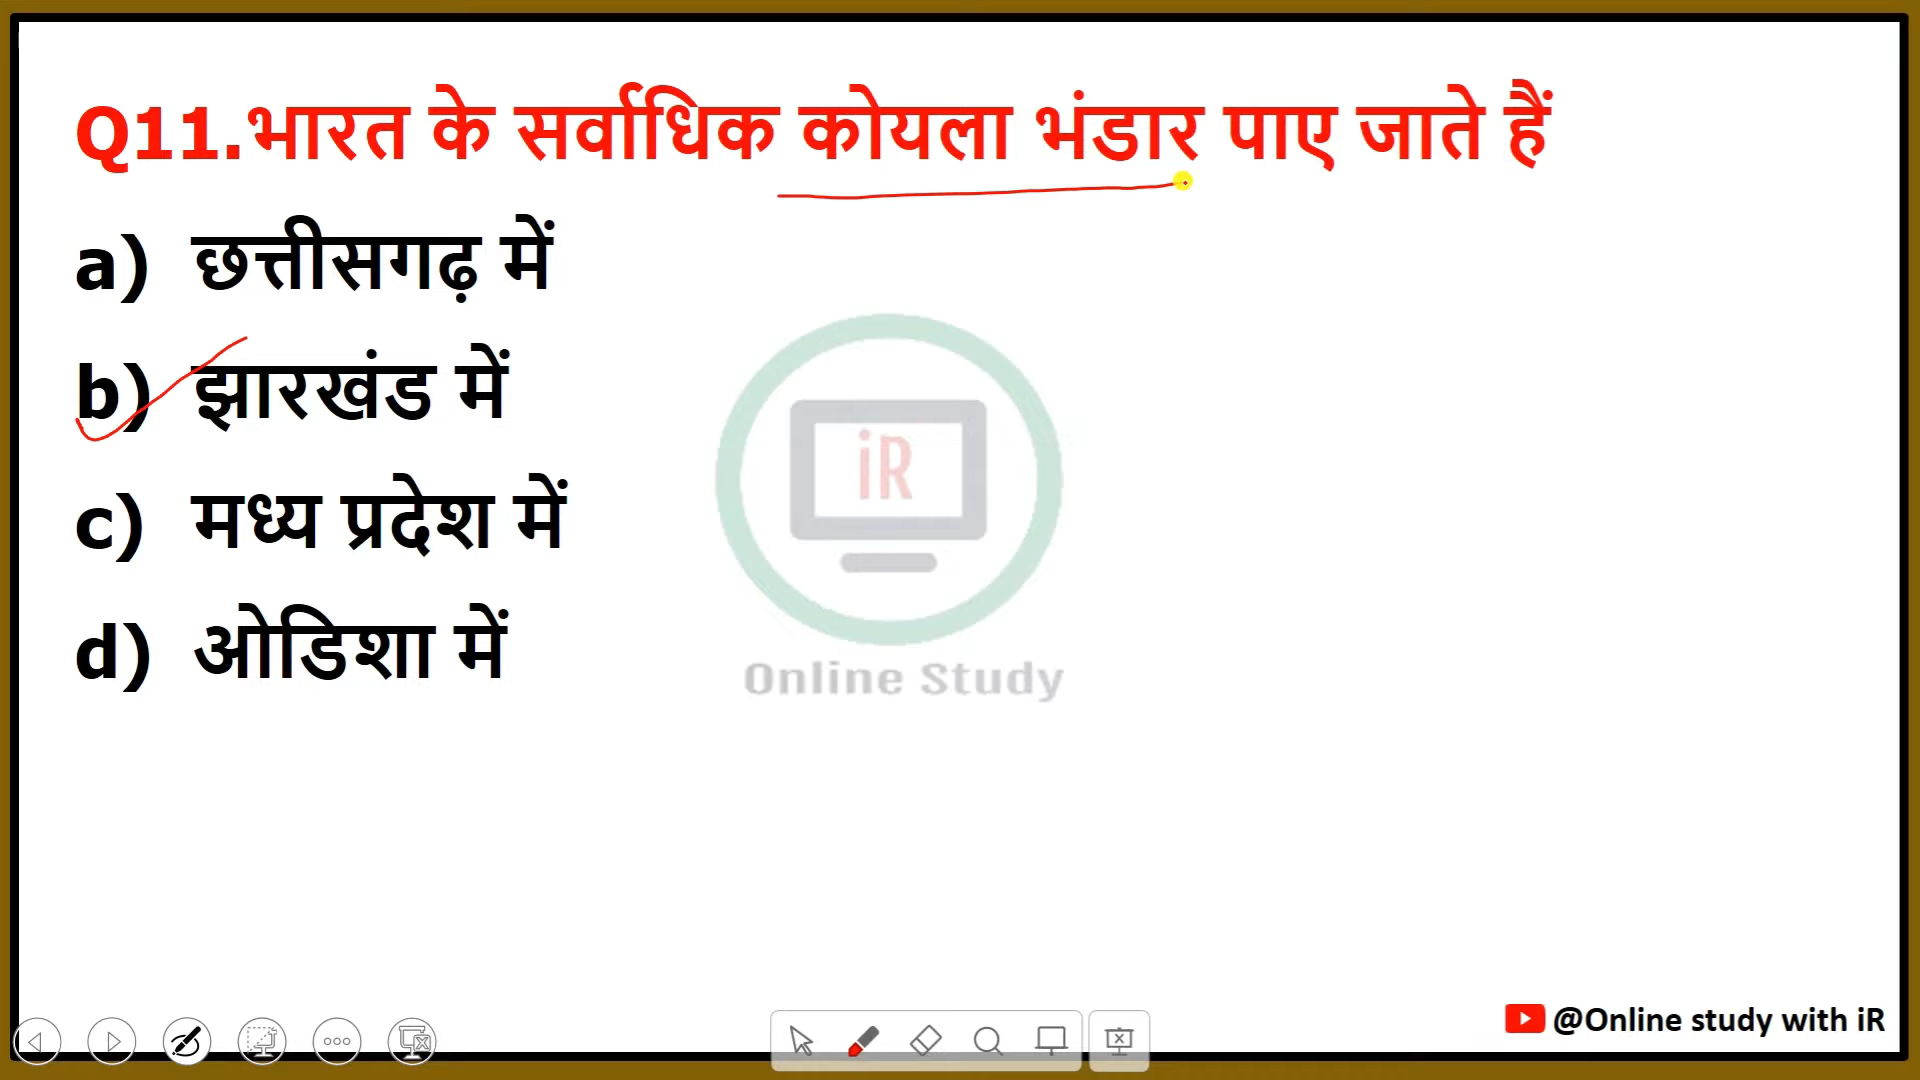 Q11.भारत के सर्वाधिक कोयला भंडार पाए जाते हैं
a) छत्तीसगढ़ में
b) झारखंड में
c) मध्य प्रदेश में
d) ओडिशा में
iR
Online Study
@Online study with iR